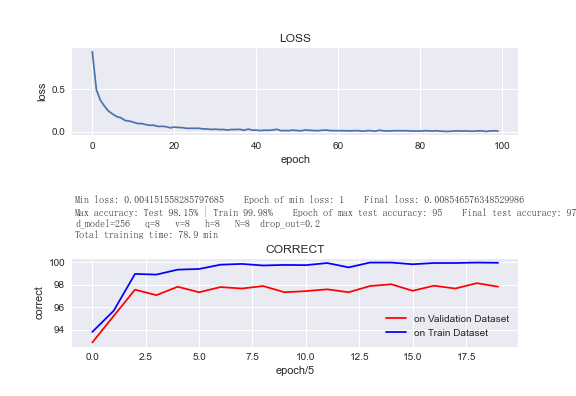 LOSS
0.5
0.0
loss
0 20 40 60 80 100
epoch
Min loss: 0.004151558285797685 Epoch of min loss: 1 Final loss: 0.008546576348529986
Max accuracy: Test 98.15% | Train 99.98% Epoch of max test accuracy: 95 Final test accuracy: 97
d_model=256 q=8 v=8 h=8 N=8 drop_out=0.2
Total training time: 78.9 min
CORRECT
100
98
96
94
correct
on Validation Dataset
on Train Dataset
0.0 2.5 5.0 7.5 10.0 12.5 15.0 17.5
epoch/5